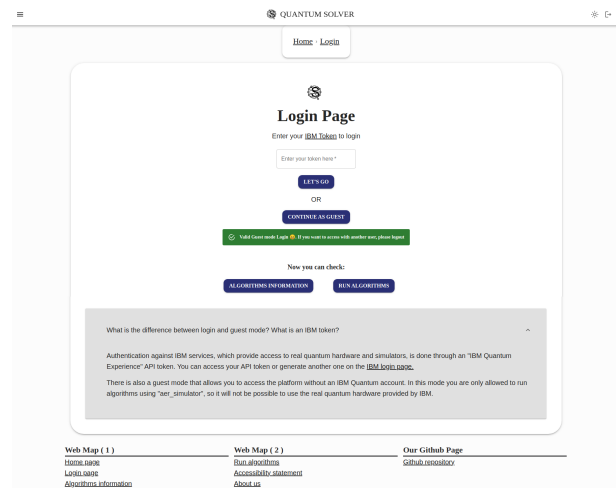 QUANTUM SOLVER
Home › Login
Login Page
Enter your IBM Token to login
Enter your token here *
LET'S GO
OR
CONTINUE AS GUEST
Valid Guest mode Login 😄. If you want to access with another user, please logout
Now you can check:
ALGORITHMS INFORMATION
RUN ALGORITHMS
What is the difference between login and guest mode? What is an IBM token?
Authentication against IBM services, which provide access to real quantum hardware and simulators, is done through an "IBM Quantum
Experience" API token. You can access your API token or generate another one on the IBM login page.
There is also a guest mode that allows you to access the platform without an IBM Quantum account. In this mode you are only allowed to run
algorithms using "aer_simulator", so it will not be possible to use the real quantum hardware provided by IBM.
Web Map ( 1 )
Home page
Login page
Algorithms information
Web Map ( 2 )
Run algorithms
Accessibility statement
About us
Our Github Page
Github repository